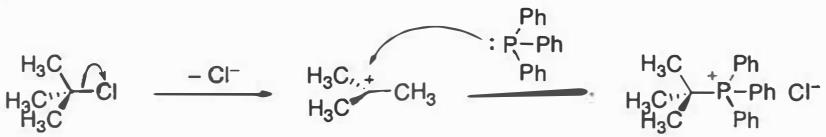 H₃C H₃C H₃C Cl
– Cl⁻
H₃C H₃C + CH₃
:P Ph Ph Ph
H₃C H₃C H₃C P⁺ Ph Ph Ph Cl⁻